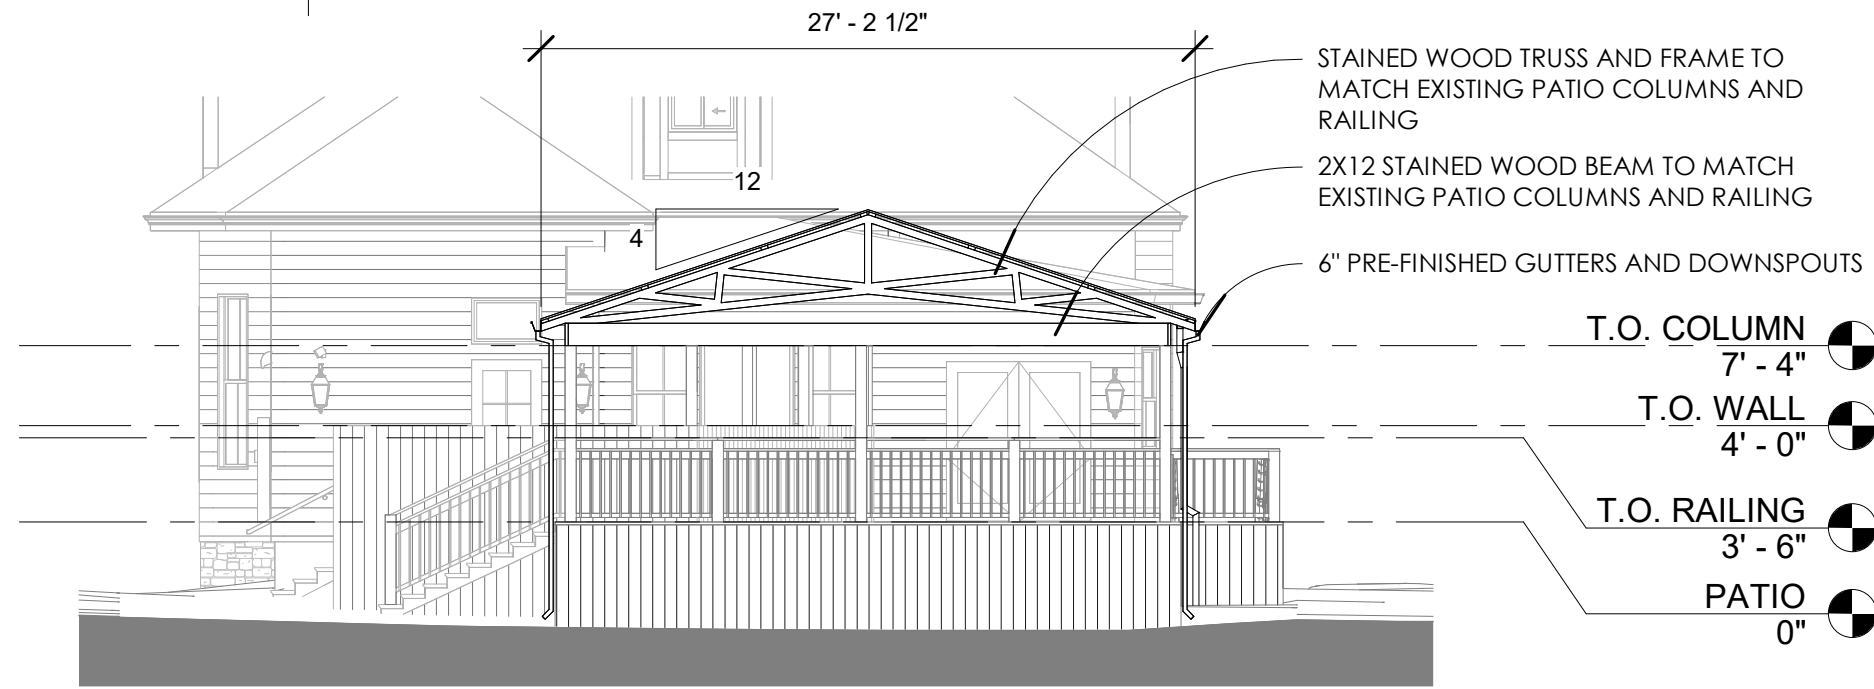 27' - 2 1/2"
STAINED WOOD TRUSS AND FRAME TO
MATCH EXISTING PATIO COLUMNS AND
RAILING
2X12 STAINED WOOD BEAM TO MATCH
EXISTING PATIO COLUMNS AND RAILING
12
4
6" PRE-FINISHED GUTTERS AND DOWNSPOUTS
T.O. COLUMN
7' - 4"
T.O. WALL
4' - 0"
T.O. RAILING
3' - 6"
PATIO
0"